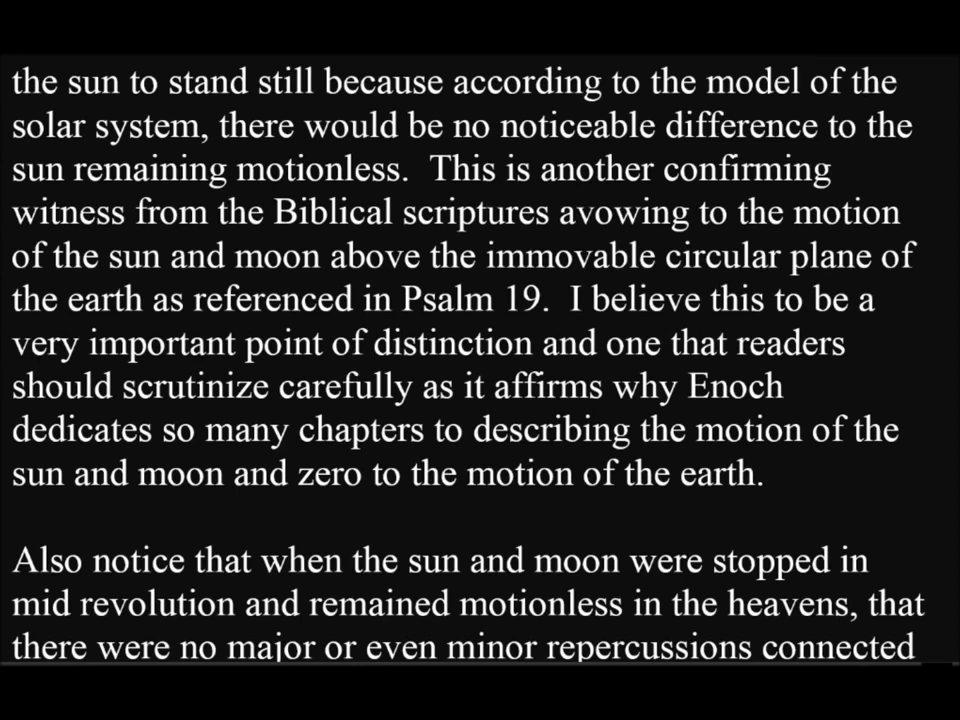 the sun to stand still because according to the model of the
solar system, there would be no noticeable difference to the
sun remaining motionless.  This is another confirming
witness from the Biblical scriptures avowing to the motion
of the sun and moon above the immovable circular plane of
the earth as referenced in Psalm 19.  I believe this to be a
very important point of distinction and one that readers
should scrutinize carefully as it affirms why Enoch
dedicates so many chapters to describing the motion of the
sun and moon and zero to the motion of the earth.

Also notice that when the sun and moon were stopped in
mid revolution and remained motionless in the heavens, that
there were no major or even minor repercussions connected